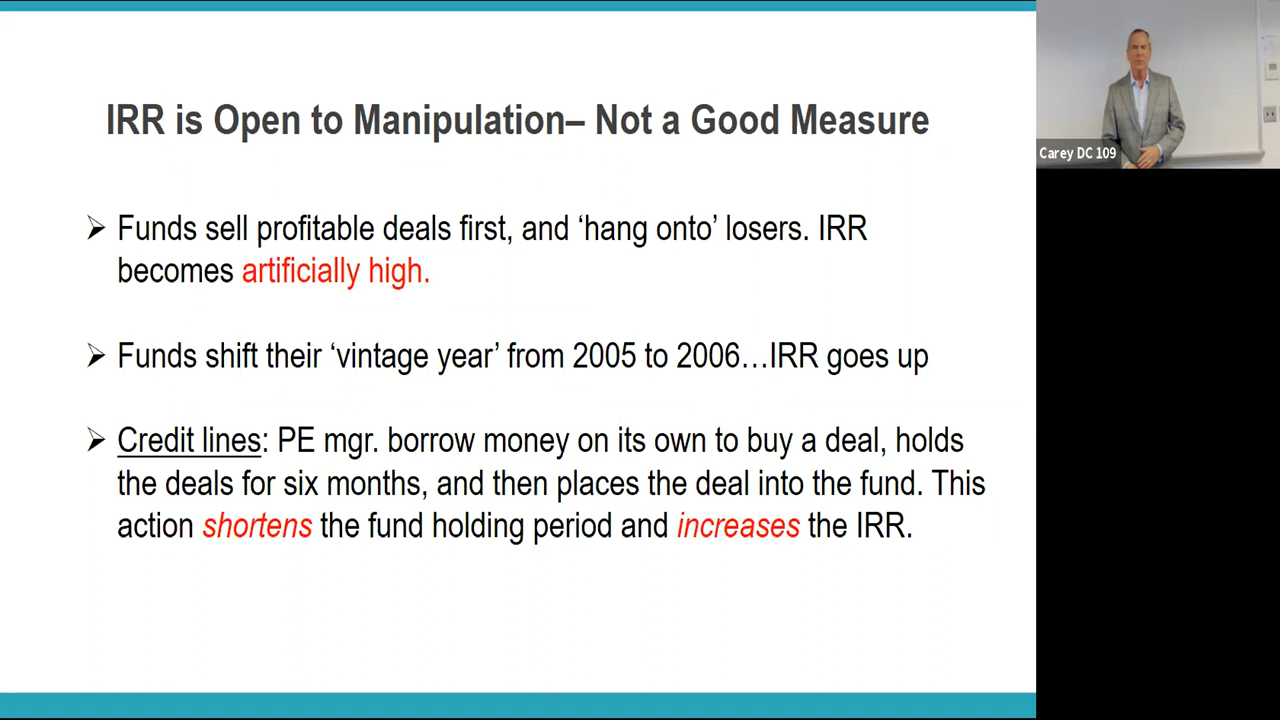 IRR is Open to Manipulation– Not a Good Measure
➢ Funds sell profitable deals first, and ‘hang onto’ losers. IRR
becomes artificially high.
➢ Funds shift their ‘vintage year’ from 2005 to 2006…IRR goes up
➢ Credit lines: PE mgr. borrow money on its own to buy a deal, holds
the deals for six months, and then places the deal into the fund. This
action shortens the fund holding period and increases the IRR.
Carey DC 109